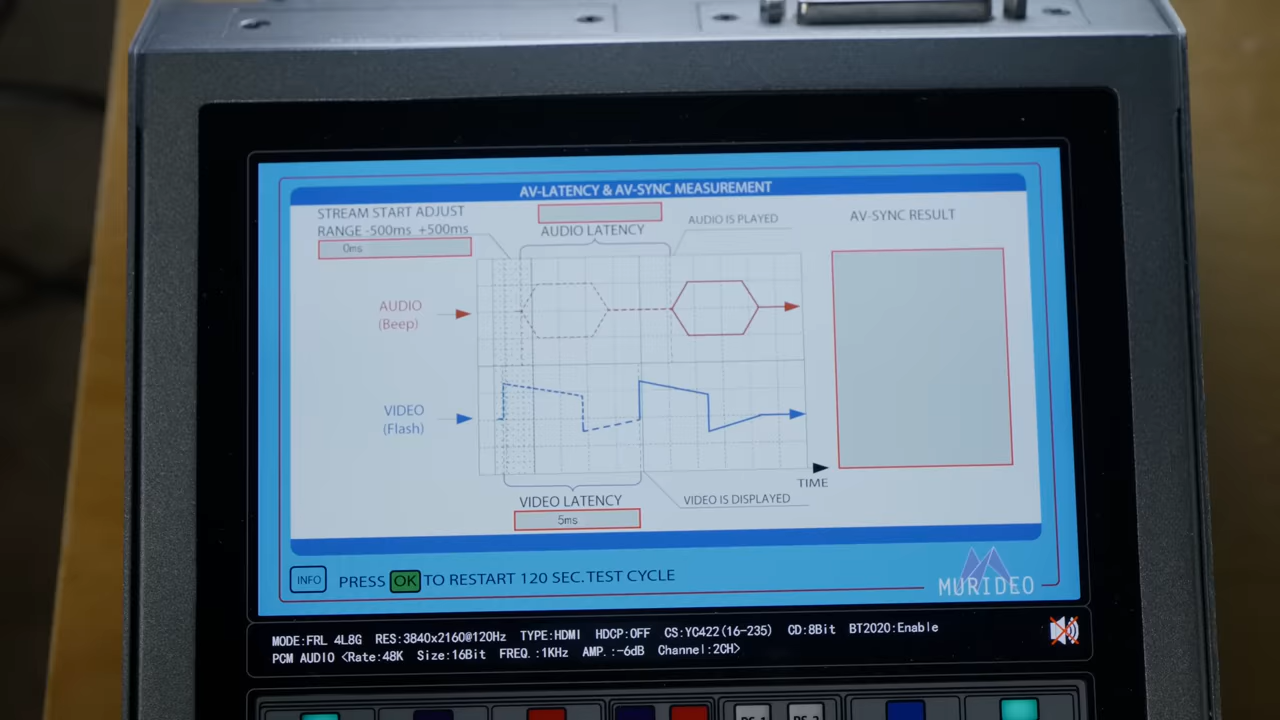 AV-LATENCY & AV-SYNC MEASUREMENT
STREAM START ADJUST
RANGE -500ms +500ms
0ms
AUDIO LATENCY
AUDIO IS PLAYED
AV-SYNC RESULT
AUDIO
(Beep)
VIDEO
(Flash)
TIME
VIDEO LATENCY
5ms
VIDEO IS DISPLAYED
INFO
PRESS OK TO RESTART 120 SEC.TEST CYCLE
MURIDEO
MODE:FRL 4L8G RES:3840x2160@120Hz TYPE:HDMI HDCP:OFF CS:YC422(16-235) CD:8Bit BT2020:Enable
PCM AUDIO <Rate:48K Size:16Bit FREQ.:1KHz AMP.:-6dB Channel:2CH>